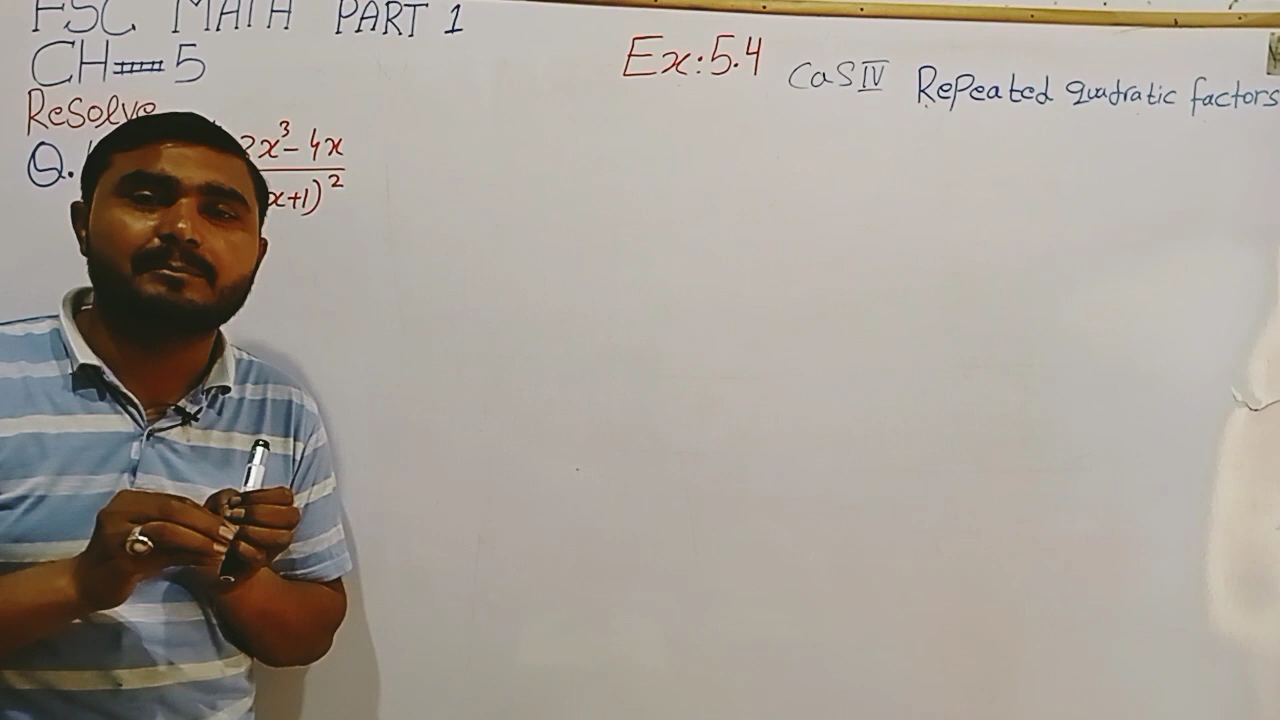 FSC MATH PART 1
CH 5
Ex: 5.4 CaS IV Repeated quadratic factors
Resolve
Q.
2x³ - 4x
x+1)²